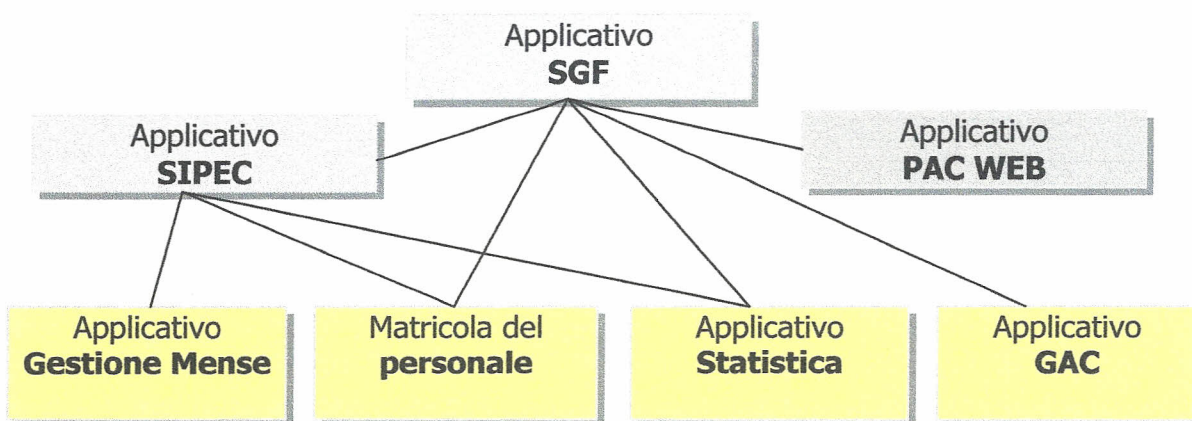 Applicativo
SGF
Applicativo
SIPEC
Applicativo
PAC WEB
Applicativo
Gestione Mense
Matricola del
personale
Applicativo
Statistica
Applicativo
GAC